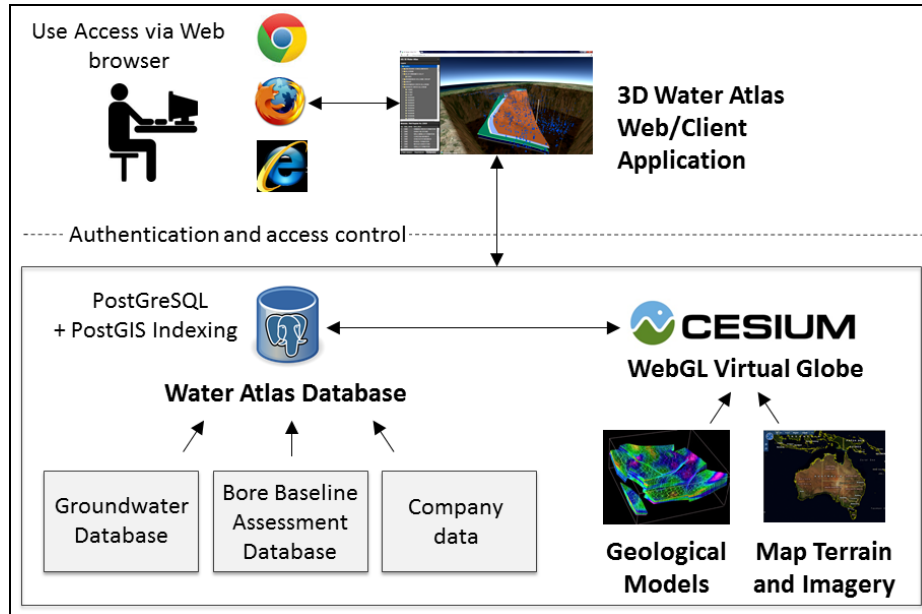 Use Access via Web
browser
3D Water Atlas
Web/Client
Application
Authentication and access control
PostGreSQL
+ PostGIS Indexing
CESIUM
WebGL Virtual Globe
Water Atlas Database
Groundwater
Database
Bore Baseline
Assessment
Database
Company
data
Geological
Models
Map Terrain
and Imagery